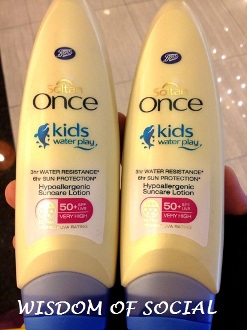 Boots
Soltan
once
kids
water play
3hr WATER RESISTANCE*
6hr SUN PROTECTION*
Hypoallergenic
Suncare Lotion
50+
VERY HIGH
Boots
Soltan
once
kids
water play
3hr WATER RESISTANCE*
6hr SUN PROTECTION*
Hypoallergenic
Suncare Lotion
50+
VERY HIGH
WISDOM OF SOCIAL